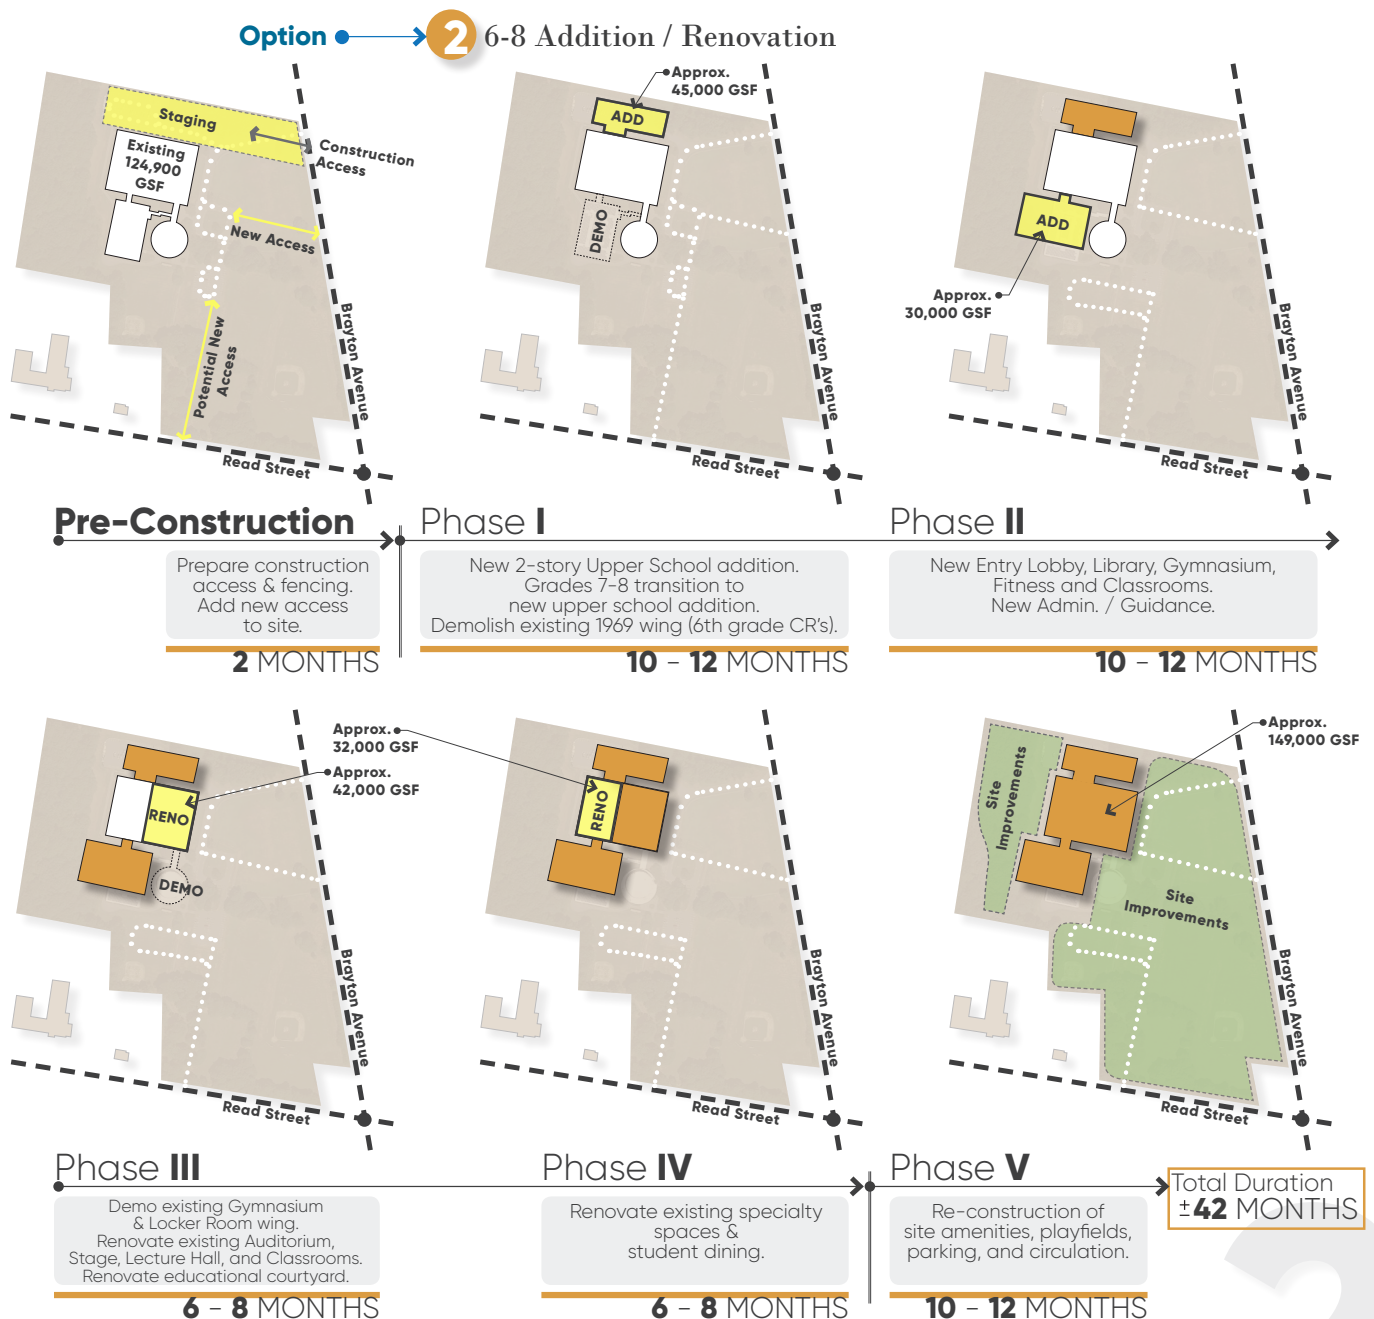 Option 2 6-8 Addition / Renovation
Staging
Construction
Access
Existing
124,900
GSF
New Access
Potential New
Access
Brayton Avenue
Read Street
Approx.
45,000 GSF
ADD
DEMO
Brayton Avenue
Read Street
ADD
Approx.
30,000 GSF
Brayton Avenue
Read Street
Pre-Construction
Prepare construction
access & fencing.
Add new access
to site.
2 MONTHS
Phase I
New 2-story Upper School addition.
Grades 7-8 transition to
new upper school addition.
Demolish existing 1969 wing (6th grade CR's).
10 - 12 MONTHS
Phase II
New Entry Lobby, Library, Gymnasium,
Fitness and Classrooms.
New Admin. / Guidance.
10 - 12 MONTHS
Approx.
32,000 GSF
Approx.
42,000 GSF
RENO
DEMO
Brayton Avenue
Read Street
RENO
Brayton Avenue
Read Street
Approx.
149,000 GSF
Site
Improvements
Site
Improvements
Brayton Avenue
Read Street
Phase III
Demo existing Gymnasium
& Locker Room wing.
Renovate existing Auditorium,
Stage, Lecture Hall, and Classrooms.
Renovate educational courtyard.
6 - 8 MONTHS
Phase IV
Renovate existing specialty
spaces &
student dining.
6 - 8 MONTHS
Phase V
Re-construction of
site amenities, playfields,
parking, and circulation.
10 - 12 MONTHS
Total Duration
±42 MONTHS
2